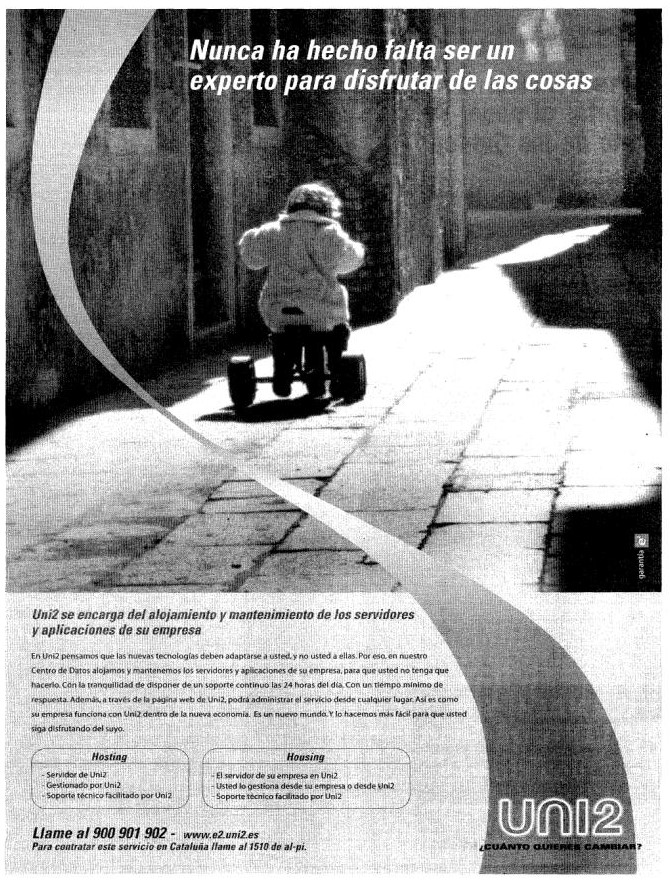 Nunca ha hecho falta ser un
experto para disfrutar de las cosas
garantía e
Uni2 se encarga del alojamiento y mantenimiento de los servidores
y aplicaciones de su empresa
En Uni2 pensamos que las nuevas tecnologías deben adaptarse a usted, y no usted a ellas. Por eso, en nuestro
Centro de Datos alojamos y mantenemos los servidores y aplicaciones de su empresa, para que usted no tenga que
hacerlo. Con la tranquilidad de disponer de un soporte continuo las 24 horas del día. Con un tiempo mínimo de
respuesta. Además, a través de la pagina web de Uni2, podrá administrar el servicio desde cualquier lugar. Así es como
su empresa funciona con Uni2 dentro de la nueva economía. Es un nuevo mundo. Y lo hacemos más fácil para que usted
siga disfrutando del suyo.
Hosting
- Servidor de Uni2
- Gestionado por Uni2
- Soporte técnico facilitado por Uni2
Housing
- El servidor de su empresa en Uni2
- Usted lo gestiona desde su empresa o desde Uni2
- Soporte técnico facilitado por Uni2
Llame al 900 901 902 - www.e2.uni2.es
Para contratar este servicio en Cataluña llame al 1510 de al-pi.
UNI2
¿CUÁNTO QUIERES CAMBIAR?